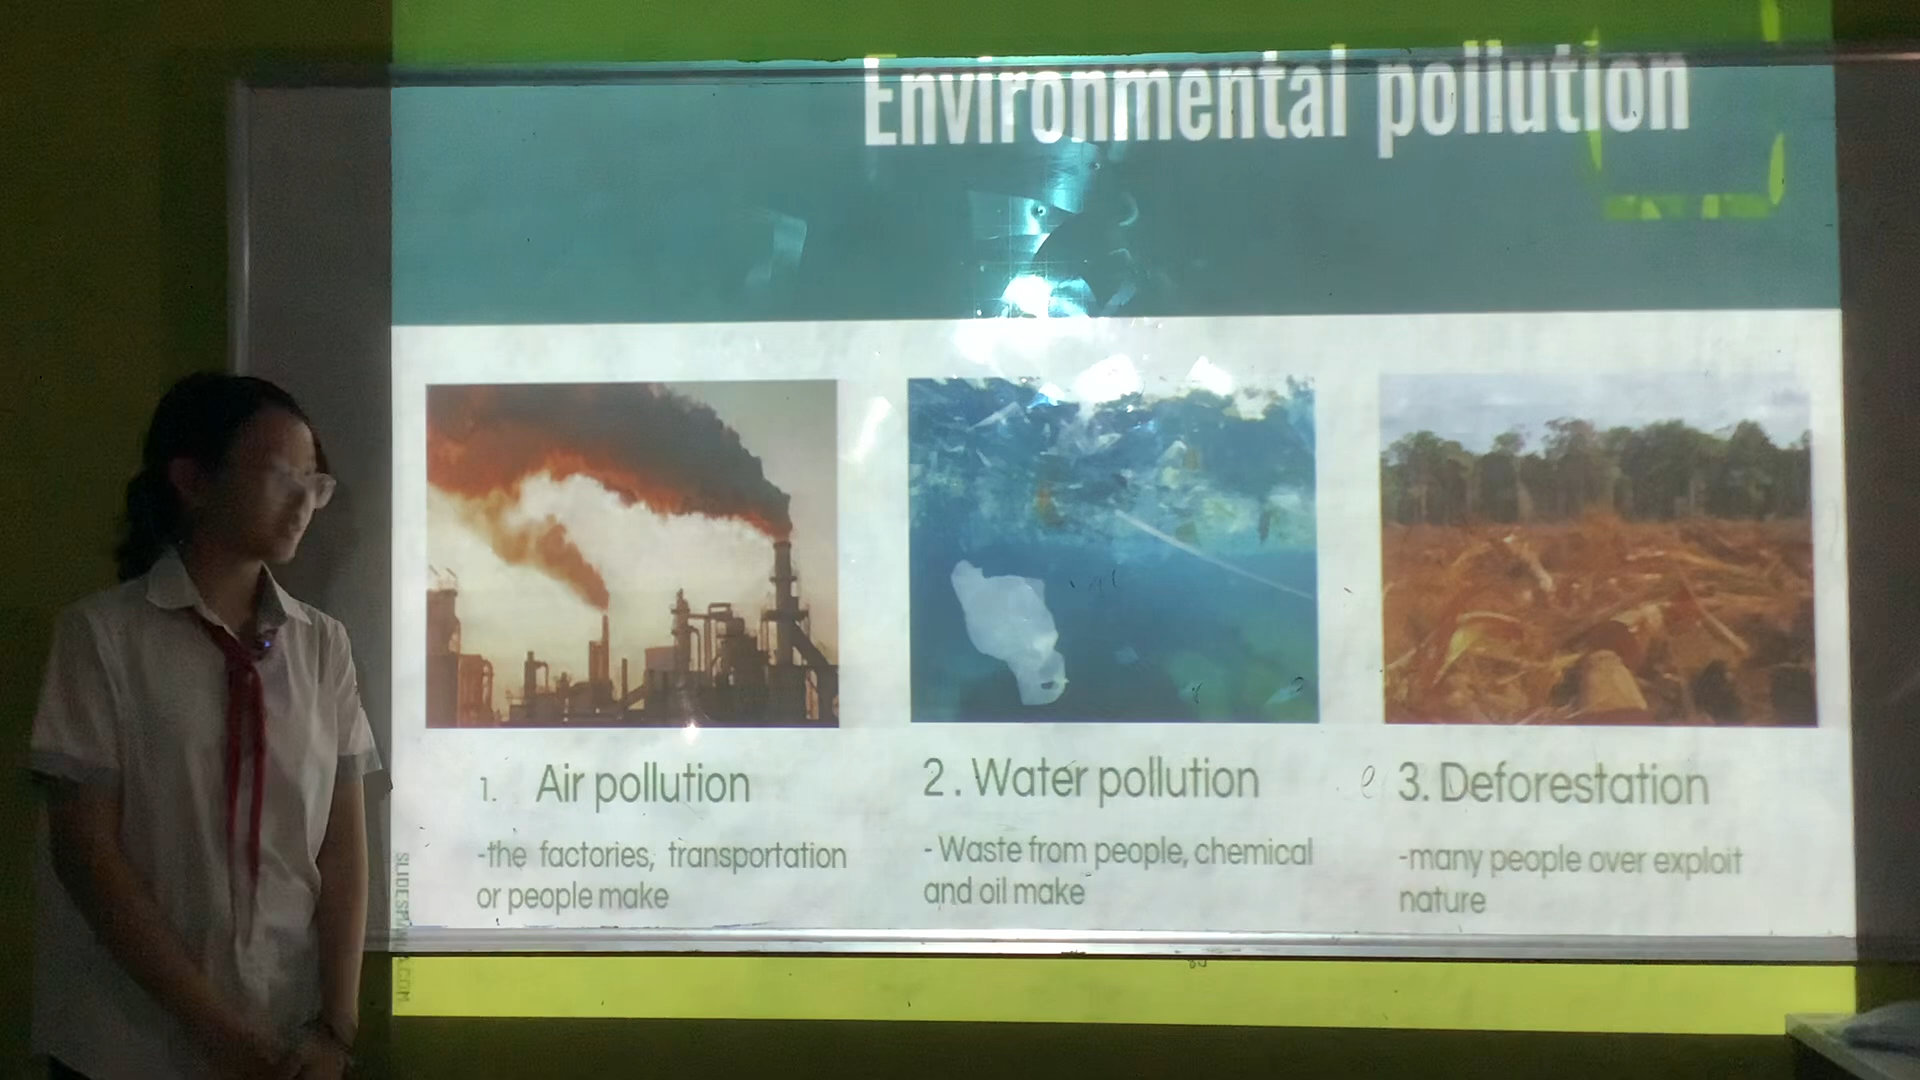 Environmental pollution
1. Air pollution
-the factories, transportation
or people make
2. Water pollution
- Waste from people, chemical
and oil make
3. Deforestation
-many people over exploit
nature